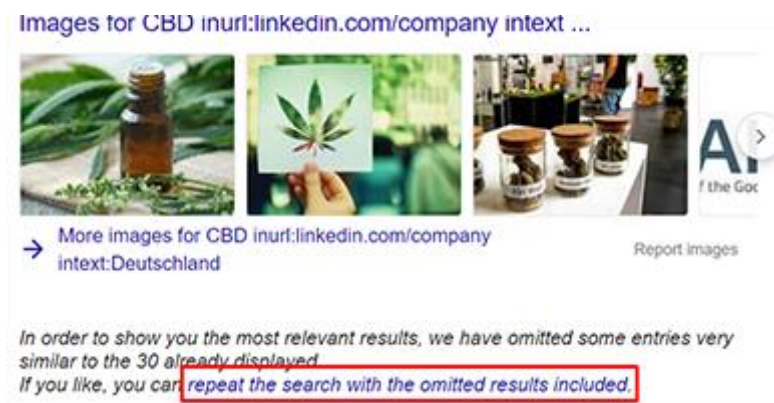 Images for CBD inurl:linkedin.com/company intext ...
f the Goo
More images for CBD inurl:linkedin.com/company
intext:Deutschland
Report images
In order to show you the most relevant results, we have omitted some entries very
similar to the 30 already displayed.
If you like, you can repeat the search with the omitted results included.